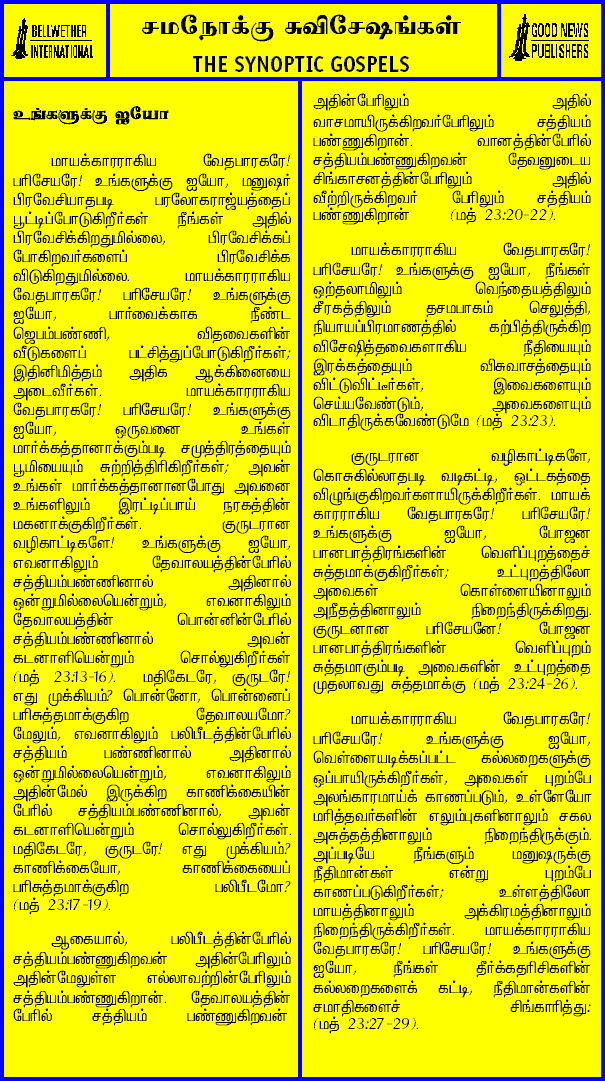 BELLWETHER
INTERNATIONAL
சமநோக்கு சுவிசேஷங்கள்
THE SYNOPTIC GOSPELS
GOOD NEWS
PUBLISHERS
உங்களுக்கு ஐயோ
மாயக்காரராகிய வேதபாரகரே!
பரிசேயரே! உங்களுக்கு ஐயோ, மனுஷர்
பிரவேசியாதபடி பரலோகராஜ்யத்தைப்
பூட்டிப்போடுகிறீர்கள் நீங்கள் அதில்
பிரவேசிக்கிறதுமில்லை, பிரவேசிக்கப்
போகிறவர்களைப் பிரவேசிக்க
விடுகிறதுமில்லை. மாயக்காரராகிய
வேதபாரகரே! பரிசேயரே! உங்களுக்கு
ஐயோ, பார்வைக்காக நீண்ட
ஜெபம்பண்ணி, விதவைகளின்
வீடுகளைப் பட்சித்துப்போடுகிறீர்கள்;
இதினிமித்தம் அதிக ஆக்கினையை
அடைவீர்கள். மாயக்காரராகிய
வேதபாரகரே! பரிசேயரே! உங்களுக்கு
ஐயோ, ஒருவனை உங்கள்
மார்க்கத்தானாக்கும்படி சமுத்திரத்தையும்
பூமியையும் சுற்றித்திரிகிறீர்கள்; அவன்
உங்கள் மார்க்கத்தானானபோது அவனை
உங்களிலும் இரட்டிப்பாய் நரகத்தின்
மகனாக்குகிறீர்கள். குருடரான
வழிகாட்டிகளே! உங்களுக்கு ஐயோ,
எவனாகிலும் தேவாலயத்தின்பேரில்
சத்தியம்பண்ணினால் அதினால்
ஒன்றுமில்லையென்றும், எவனாகிலும்
தேவாலயத்தின் பொன்னின்பேரில்
சத்தியம்பண்ணினால் அவன்
கடனாளியென்றும் சொல்லுகிறீர்கள்
(மத் 23:13-16). மதிகேடரே, குருடரே!
எது முக்கியம்? பொன்னோ, பொன்னைப்
பரிசுத்தமாக்குகிற தேவாலயமோ?
மேலும், எவனாகிலும் பலிபீடத்தின்பேரில்
சத்தியம் பண்ணினால் அதினால்
ஒன்றுமில்லையென்றும், எவனாகிலும்
அதின்மேல் இருக்கிற காணிக்கையின்
பேரில் சத்தியம்பண்ணினால், அவன்
கடனாளியென்றும் சொல்லுகிறீர்கள்.
மதிகேடரே, குருடரே! எது முக்கியம்?
காணிக்கையோ, காணிக்கையைப்
பரிசுத்தமாக்குகிற பலிபீடமோ?
(மத் 23:17-19).
ஆகையால், பலிபீடத்தின்பேரில்
சத்தியம்பண்ணுகிறவன் அதின்பேரிலும்
அதின்மேலுள்ள எல்லாவற்றின்பேரிலும்
சத்தியம்பண்ணுகிறான். தேவாலயத்தின்
பேரில் சத்தியம் பண்ணுகிறவன்
அதின்பேரிலும் அதில்
வாசமாயிருக்கிறவர்பேரிலும் சத்தியம்
பண்ணுகிறான். வானத்தின்பேரில்
சத்தியம்பண்ணுகிறவன் தேவனுடைய
சிங்காசனத்தின்பேரிலும் அதில்
வீற்றிருக்கிறவர் பேரிலும் சத்தியம்
பண்ணுகிறான் (மத் 23:20-22).
மாயக்காரராகிய வேதபாரகரே!
பரிசேயரே! உங்களுக்கு ஐயோ, நீங்கள்
ஒற்தலாமிலும் வெந்தையத்திலும்
சீரகத்திலும் தசமபாகம் செலுத்தி,
நியாயப்பிரமாணத்தில் கற்பித்திருக்கிற
விசேஷித்தவைகளாகிய நீதியையும்
இரக்கத்தையும் விசுவாசத்தையும்
விட்டுவிட்டீர்கள், இவைகளையும்
செய்யவேண்டும், அவைகளையும்
விடாதிருக்கவேண்டுமே (மத் 23:23).
குருடரான வழிகாட்டிகளே,
கொசுகில்லாதபடி வடிகட்டி, ஒட்டகத்தை
விழுங்குகிறவர்களாயிருக்கிறீர்கள். மாயக்
காரராகிய வேதபாரகரே! பரிசேயரே!
உங்களுக்கு ஐயோ, போஜன
பானபாத்திரங்களின் வெளிப்புறத்தைச்
சுத்தமாக்குகிறீர்கள்; உட்புறத்திலோ
அவைகள் கொள்ளையினாலும்
அநீதத்தினாலும் நிறைந்திருக்கிறது.
குருடனான பரிசேயனே! போஜன
பானபாத்திரங்களின் வெளிப்புறம்
சுத்தமாகும்படி அவைகளின் உட்புறத்தை
முதலாவது சுத்தமாக்கு (மத் 23:24-26).
மாயக்காரராகிய வேதபாரகரே!
பரிசேயரே! உங்களுக்கு ஐயோ,
வெள்ளையடிக்கப்பட்ட கல்லறைகளுக்கு
ஒப்பாயிருக்கிறீர்கள், அவைகள் புறம்பே
அலங்காரமாய்க் காணப்படும், உள்ளேயோ
மரித்தவர்களின் எலும்புகளினாலும் சகல
அசுத்தத்தினாலும் நிறைந்திருக்கும்.
அப்படியே நீங்களும் மனுஷருக்கு
நீதிமான்கள் என்று புறம்பே
காணப்படுகிறீர்கள்; உள்ளத்திலோ
மாயத்தினாலும் அக்கிரமத்தினாலும்
நிறைந்திருக்கிறீர்கள். மாயக்காரராகிய
வேதபாரகரே! பரிசேயரே! உங்களுக்கு
ஐயோ, நீங்கள் தீர்க்கதரிசிகளின்
கல்லறைகளைக் கட்டி, நீதிமான்களின்
சமாதிகளைச் சிங்காரித்து:
(மத் 23:27-29).